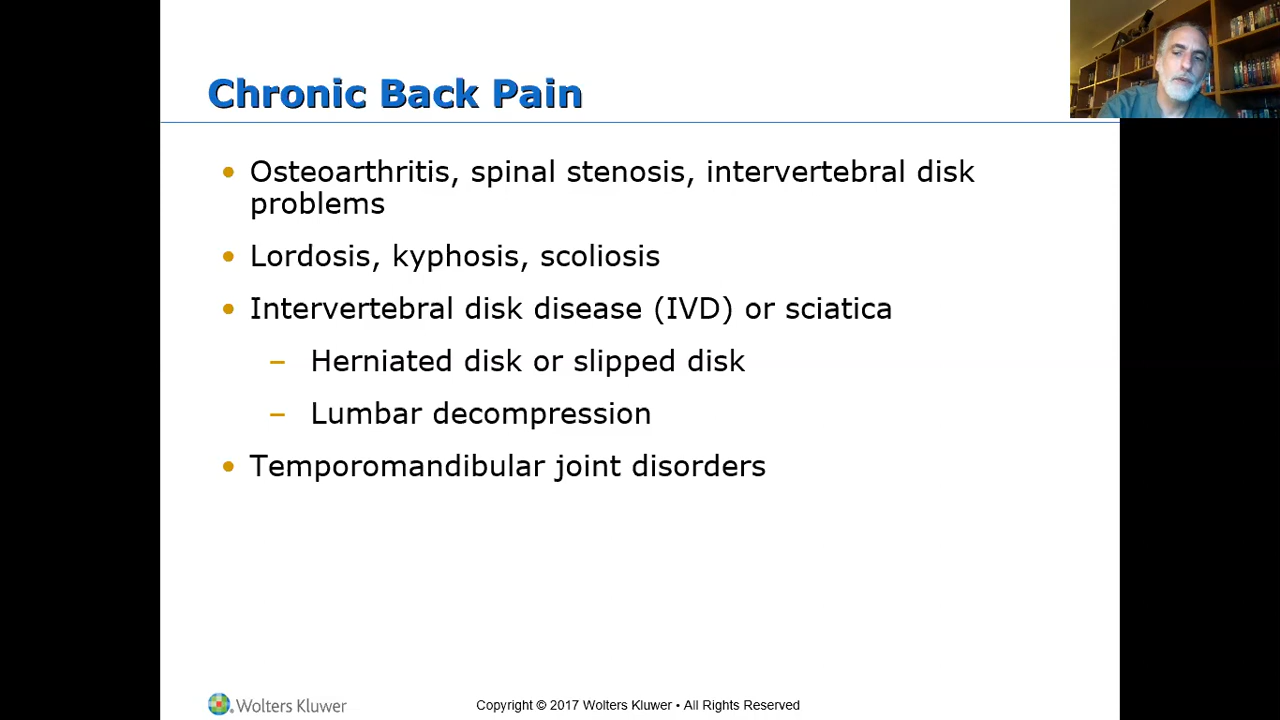 Chronic Back Pain
• Osteoarthritis, spinal stenosis, intervertebral disk
problems
• Lordosis, kyphosis, scoliosis
• Intervertebral disk disease (IVD) or sciatica
– Herniated disk or slipped disk
– Lumbar decompression
• Temporomandibular joint disorders
Wolters Kluwer
Copyright © 2017 Wolters Kluwer • All Rights Reserved